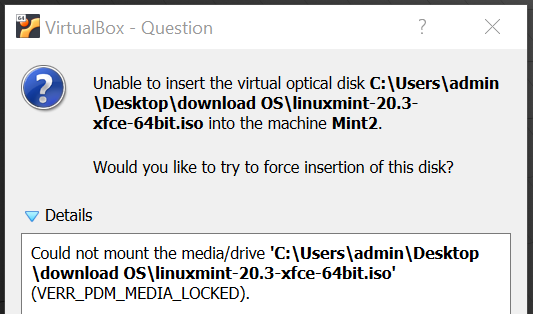 64
VirtualBox - Question
?
Unable to insert the virtual optical disk C:\Users\admin
\Desktop\download OS\linuxmint-20.3-
xfce-64bit.iso into the machine Mint2.
Would you like to try to force insertion of this disk?
Details
Could not mount the media/drive 'C:\Users\admin\Desktop
\download OS\linuxmint-20.3-xfce-64bit.iso'
(VERR_PDM_MEDIA_LOCKED).